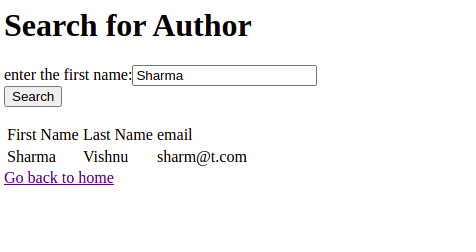 Search for Author
enter the first name: Sharma
Search
First Name Last Name email
Sharma Vishnu sharm@t.com
Go back to home